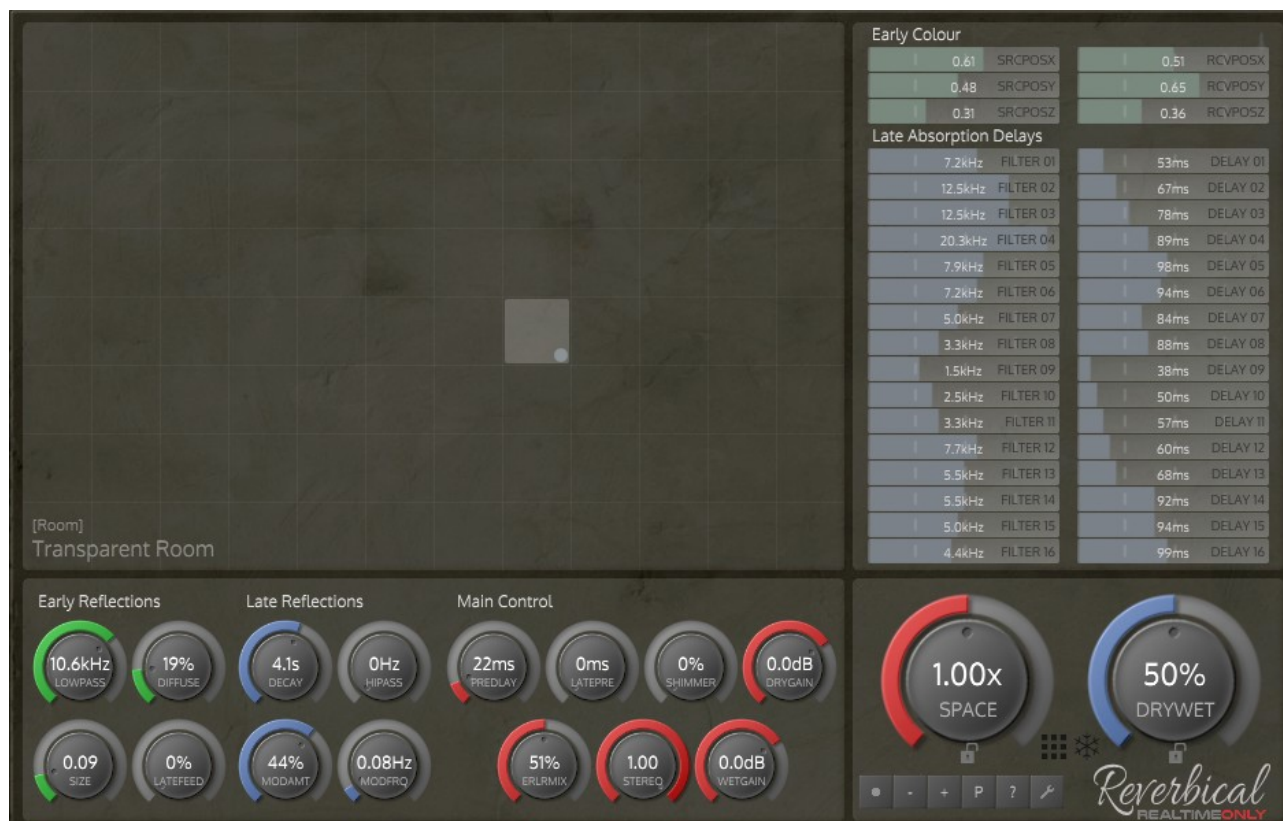 Early Colour
0.61 SRCPOSX 0.51 RCVPOSX
0.48 SRCPOSY 0.65 RCVPOSY
0.31 SRCPOSZ 0.36 RCVPOSZ
Late Absorption Delays
7.2kHz FILTER 01 53ms DELAY 01
12.5kHz FILTER 02 67ms DELAY 02
12.5kHz FILTER 03 78ms DELAY 03
20.3kHz FILTER 04 89ms DELAY 04
7.9kHz FILTER 05 98ms DELAY 05
7.2kHz FILTER 06 94ms DELAY 06
5.0kHz FILTER 07 84ms DELAY 07
3.3kHz FILTER 08 88ms DELAY 08
1.5kHz FILTER 09 38ms DELAY 09
2.5kHz FILTER 10 50ms DELAY 10
3.3kHz FILTER 11 57ms DELAY 11
7.7kHz FILTER 12 60ms DELAY 12
5.5kHz FILTER 13 68ms DELAY 13
5.5kHz FILTER 14 92ms DELAY 14
5.0kHz FILTER 15 94ms DELAY 15
4.4kHz FILTER 16 99ms DELAY 16
[Room]
Transparent Room
Early Reflections Late Reflections Main Control
10.6kHz 19% 4.1s 0Hz 22ms 0ms 0% 0.0dB
LOWPASS DIFFUSE DECAY HIPASS PREDLAY LATEPRE SHIMMER DRYGAIN
0.09 0% 44% 0.08Hz 51% 1.00 0.0dB
SIZE LATEFEED MODAMT MODFRQ ERLRMIX STEREO WETGAIN
1.00x 50%
SPACE DRYWET
- + P ?
Reverbical
REALTIMEONLY